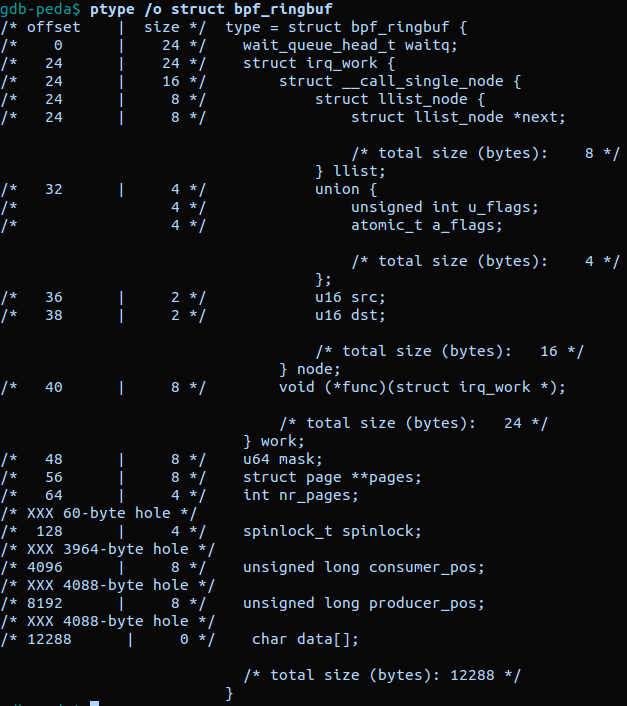 gdb-peda$ ptype /o struct bpf_ringbuf
/* offset    |  size */  type = struct bpf_ringbuf {
/*    0      |    24 */    wait_queue_head_t waitq;
/*   24      |    24 */    struct irq_work {
/*   24      |    16 */        struct __call_single_node {
/*   24      |     8 */            struct llist_node {
/*   24      |     8 */                struct llist_node *next;
                                       /* total size (bytes):    8 */
                                   } llist;
/*   32      |     4 */            union {
/*                 4 */                unsigned int u_flags;
/*                 4 */                atomic_t a_flags;
                                       /* total size (bytes):    4 */
                                   };
/*   36      |     2 */            u16 src;
/*   38      |     2 */            u16 dst;
                                   /* total size (bytes):   16 */
                               } node;
/*   40      |     8 */        void (*func)(struct irq_work *);
                               /* total size (bytes):   24 */
                           } work;
/*   48      |     8 */    u64 mask;
/*   56      |     8 */    struct page **pages;
/*   64      |     4 */    int nr_pages;
/* XXX 60-byte hole */
/*  128      |     4 */    spinlock_t spinlock;
/* XXX 3964-byte hole */
/* 4096      |     8 */    unsigned long consumer_pos;
/* XXX 4088-byte hole */
/* 8192      |     8 */    unsigned long producer_pos;
/* XXX 4088-byte hole */
/* 12288      |     0 */    char data[];
                           /* total size (bytes): 12288 */
                         }